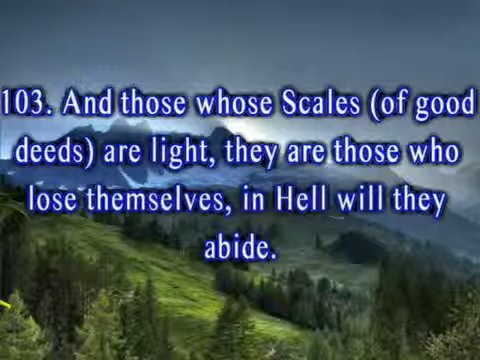 103. And those whose Scales (of good
deeds) are light, they are those who
lose themselves, in Hell will they
abide.